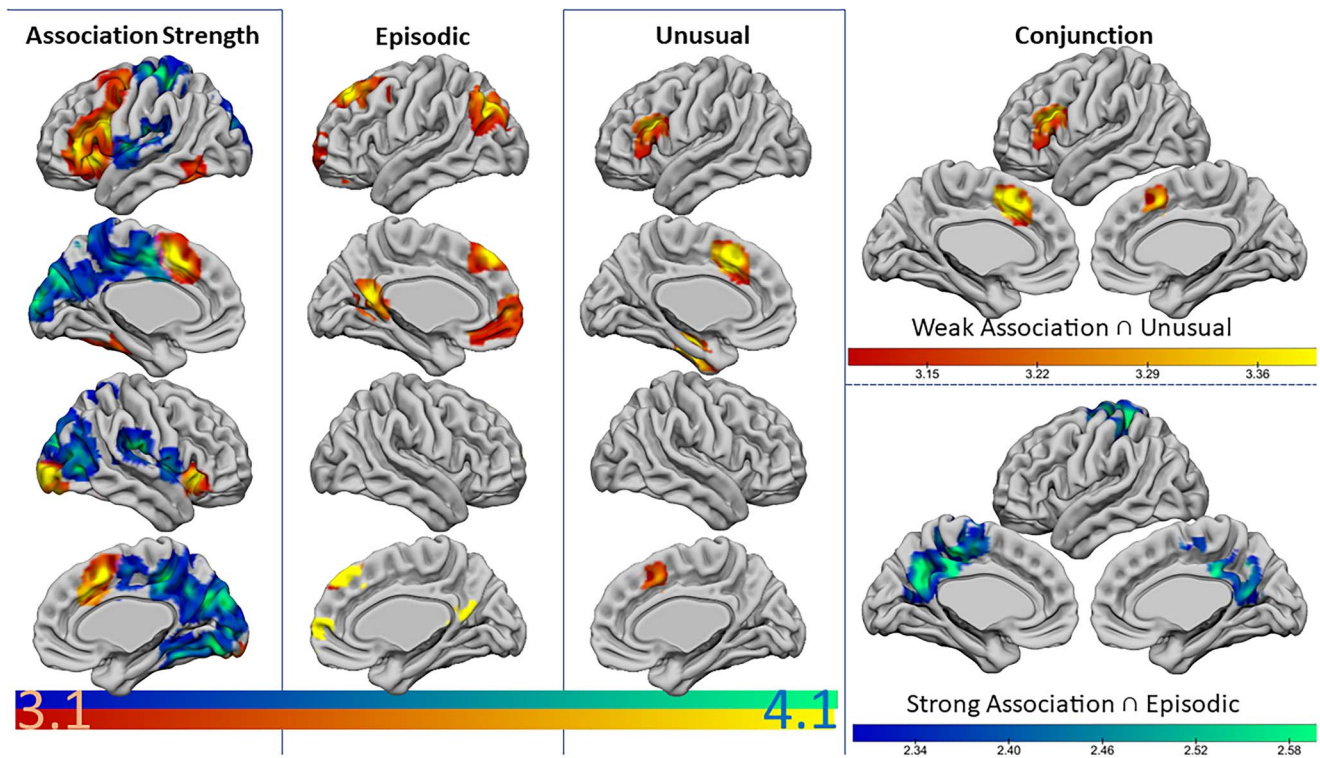 Association Strength
Episodic
Unusual
Conjunction
Weak Association ∩ Unusual
3.15 3.22 3.29 3.36
3.1 4.1
Strong Association ∩ Episodic
2.34 2.40 2.46 2.52 2.58